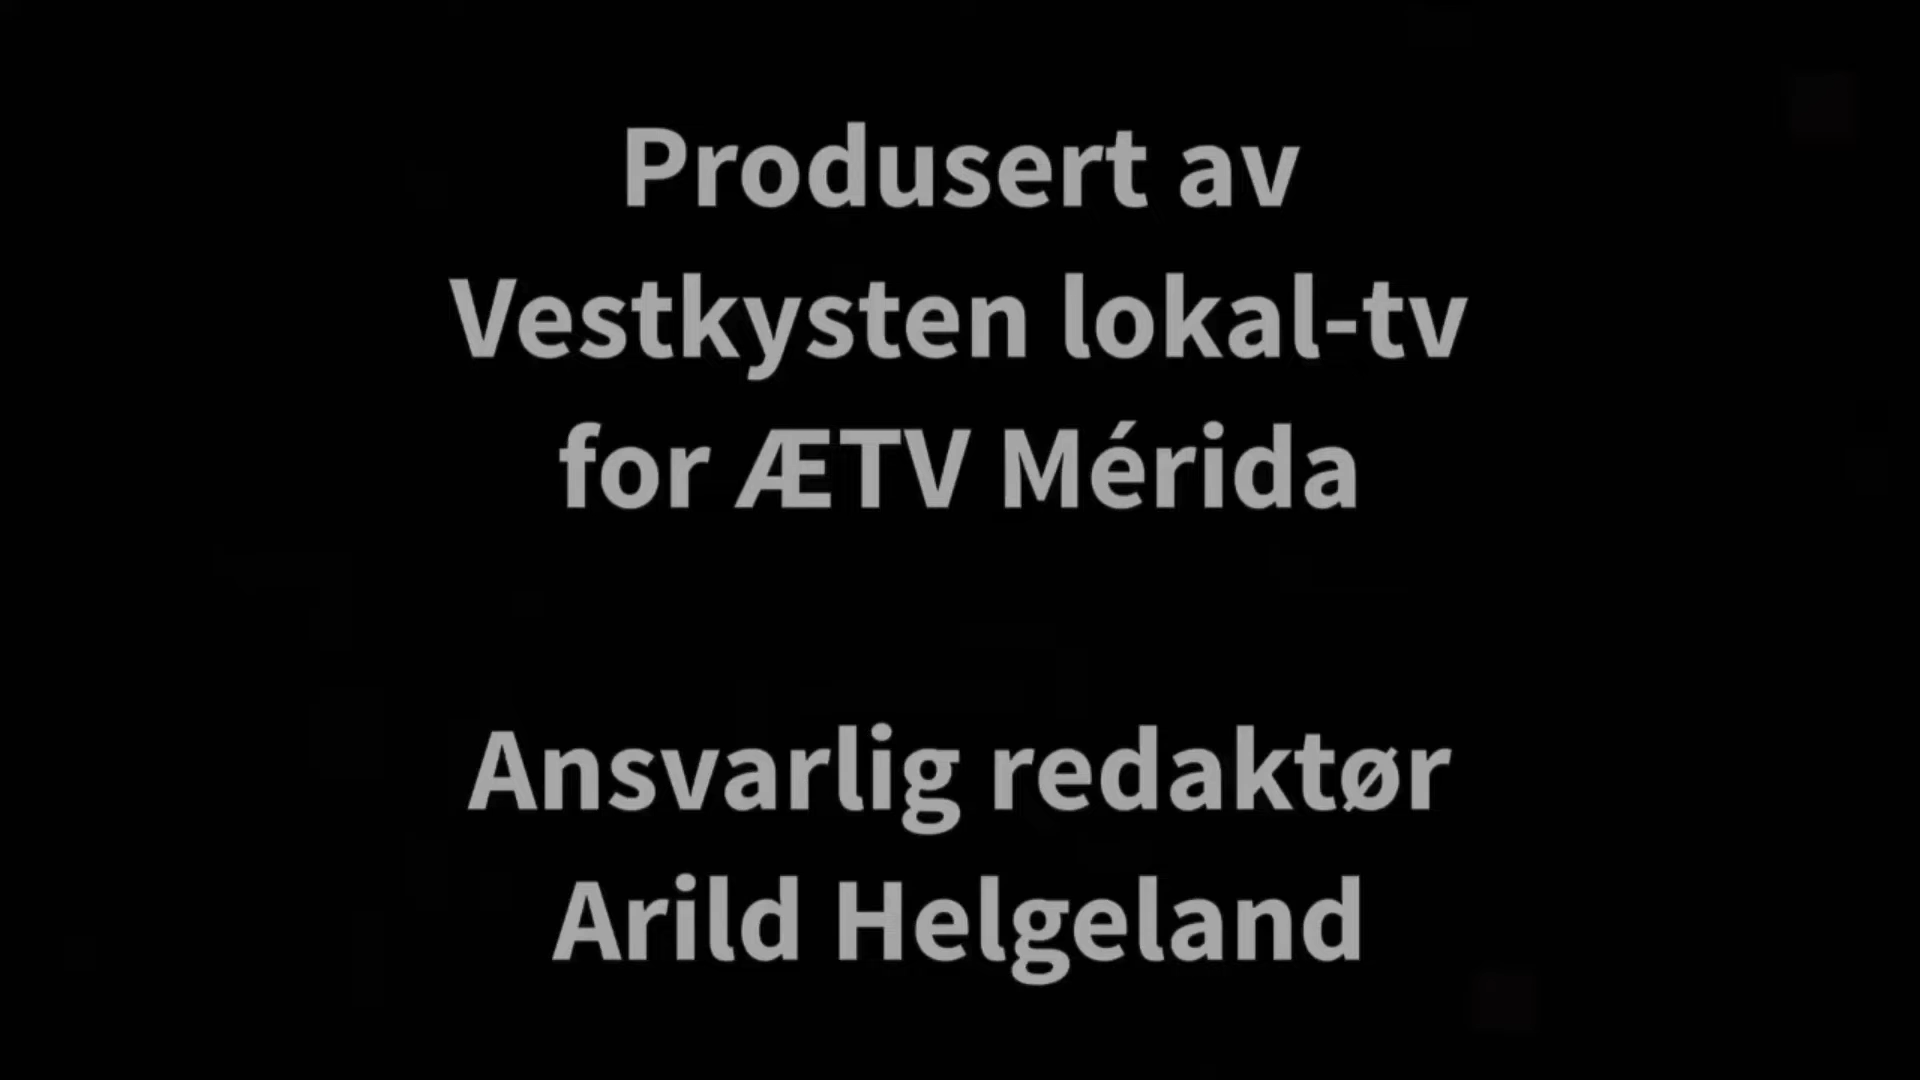 Produsert av
Vestkysten lokal-tv
for ÆTV Mérida
Ansvarlig redaktør
Arild Helgeland